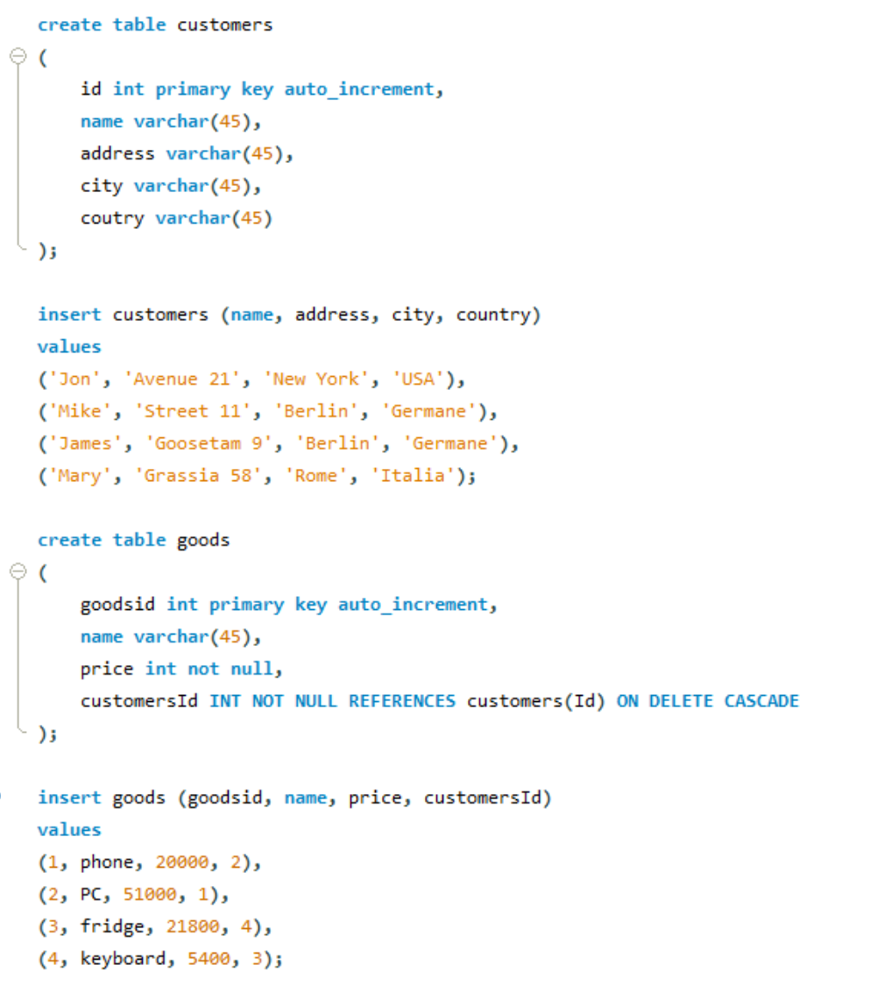 create table customers
(
id int primary key auto_increment,
name varchar(45),
address varchar(45),
city varchar(45),
coutry varchar(45)
);
insert customers (name, address, city, country)
values
('Jon', 'Avenue 21', 'New York', 'USA'),
('Mike', 'Street 11', 'Berlin', 'Germane'),
('James', 'Goosetam 9', 'Berlin', 'Germane'),
('Mary', 'Grassia 58', 'Rome', 'Italia');
create table goods
(
goodsid int primary key auto_increment,
name varchar(45),
price int not null,
customersId INT NOT NULL REFERENCES customers(Id) ON DELETE CASCADE
);
insert goods (goodsid, name, price, customersId)
values
(1, phone, 20000, 2),
(2, PC, 51000, 1),
(3, fridge, 21800, 4),
(4, keyboard, 5400, 3);